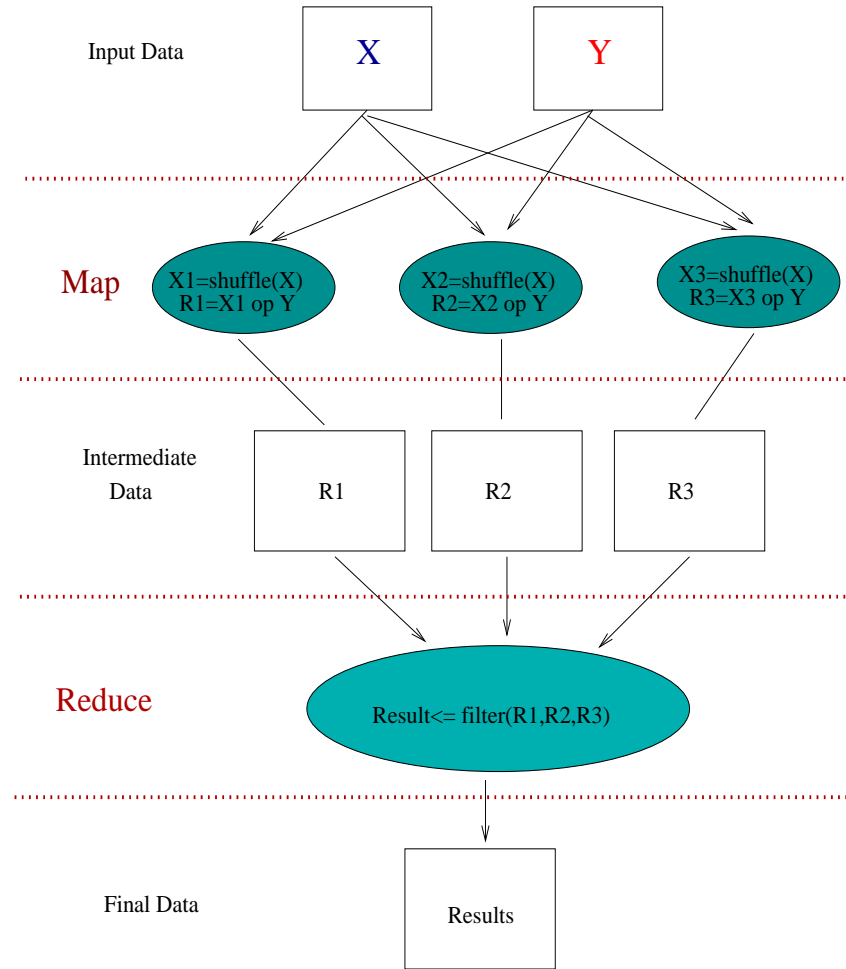 Input Data
X
Y
Map
X1=shuffle(X)
R1=X1 op Y
X2=shuffle(X)
R2=X2 op Y
X3=shuffle(X)
R3=X3 op Y
Intermediate
Data
R1
R2
R3
Reduce
Result<= filter(R1,R2,R3)
Final Data
Results